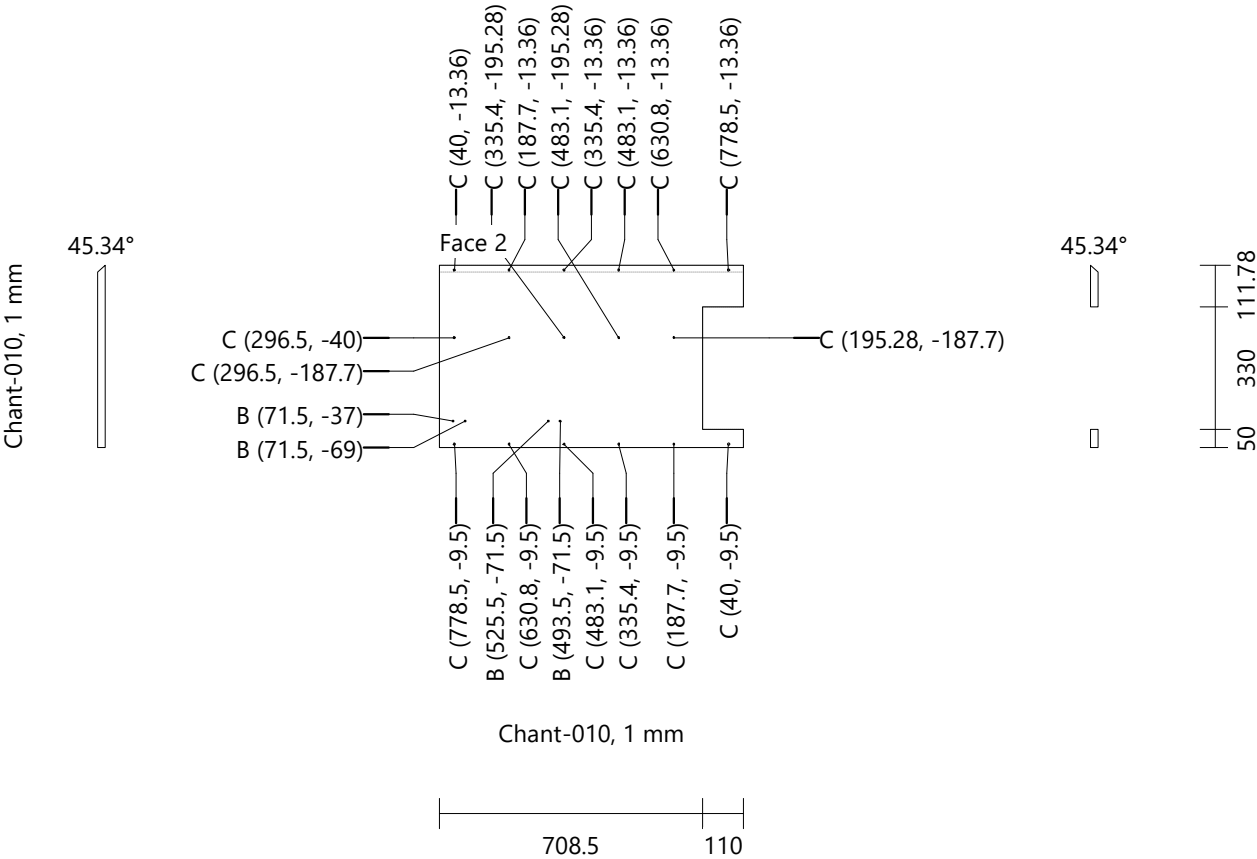 C (40, -13.36)
C (335.4, -195.28)
C (187.7, -13.36)
C (483.1, -195.28)
C (335.4, -13.36)
C (483.1, -13.36)
C (630.8, -13.36)
C (778.5, -13.36)
Chant-010, 1 mm
45.34°
Face 2
45.34°
111.78
330
50
C (296.5, -40)
C (296.5, -187.7)
B (71.5, -37)
B (71.5, -69)
C (195.28, -187.7)
C (778.5, -9.5)
B (525.5, -71.5)
C (630.8, -9.5)
B (493.5, -71.5)
C (483.1, -9.5)
C (335.4, -9.5)
C (187.7, -9.5)
C (40, -9.5)
Chant-010, 1 mm
708.5
110